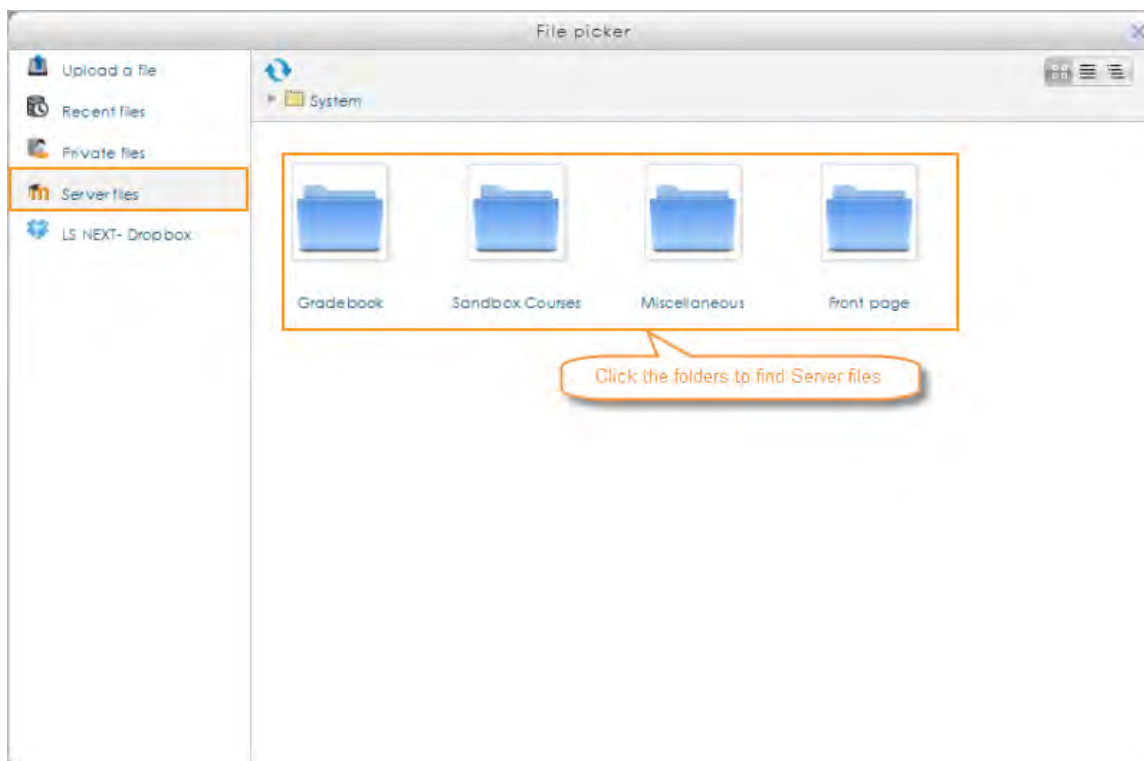 File picker
Upload a file
Recent files
Private files
Server files
LS NEXT- Dropbox
System
Gradebook
Sandbox Courses
Miscellaneous
Front page
Click the folders to find Server files